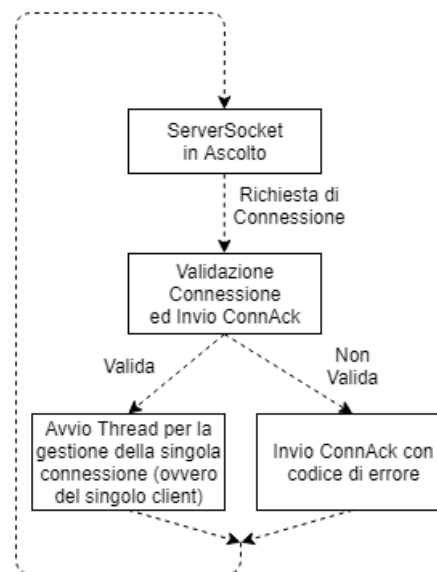 ServerSocket
in Ascolto
Richiesta di
Connessione
Validazione
Connessione
ed Invio ConnAck
Valida
Non
Valida
Avvio Thread per la
gestione della singola
connessione (ovvero
del singolo client)
Invio ConnAck con
codice di errore